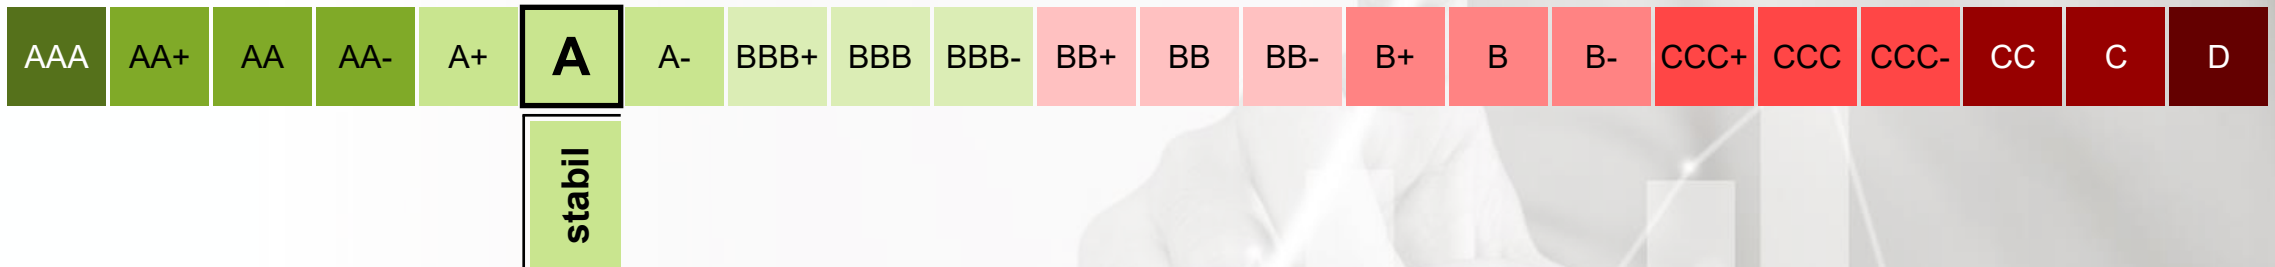 AAA AA+ AA AA- A+ A A- BBB+ BBB BBB- BB+ BB BB- B+ B B- CCC+ CCC CCC- CC C D
stabil